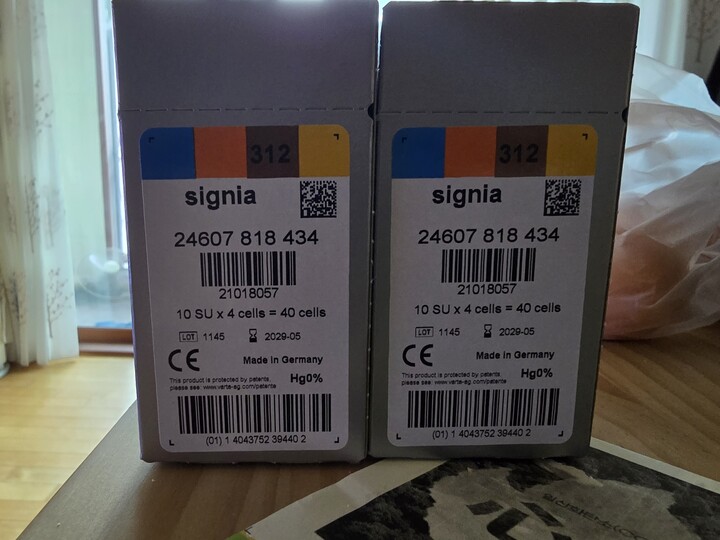 312
signia
24607 818 434
21018057
10 SU x 4 cells = 40 cells
LOT 1145 2029-05
CE Made in Germany
This product is protected by patents,
please see: www.varta-ag.com/patente
Hg0%
(01) 1 4043752 39440 2
312
signia
24607 818 434
21018057
10 SU x 4 cells = 40 cells
LOT 1145 2029-05
CE Made in Germany
This product is protected by patents.
please see: www.varta-ag.com/patente
Hg0%
(01) 1 4043752 39440 2